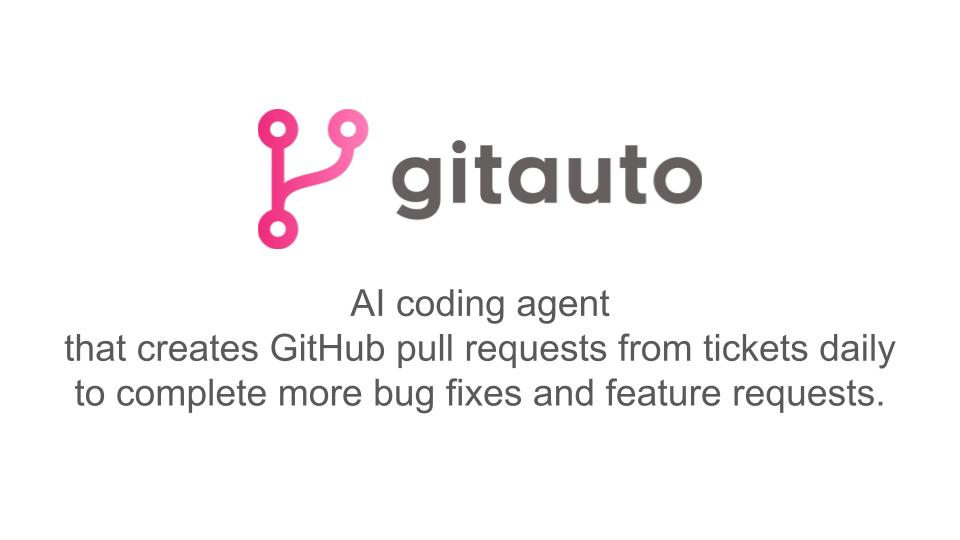 gitauto
AI coding agent
that creates GitHub pull requests from tickets daily
to complete more bug fixes and feature requests.